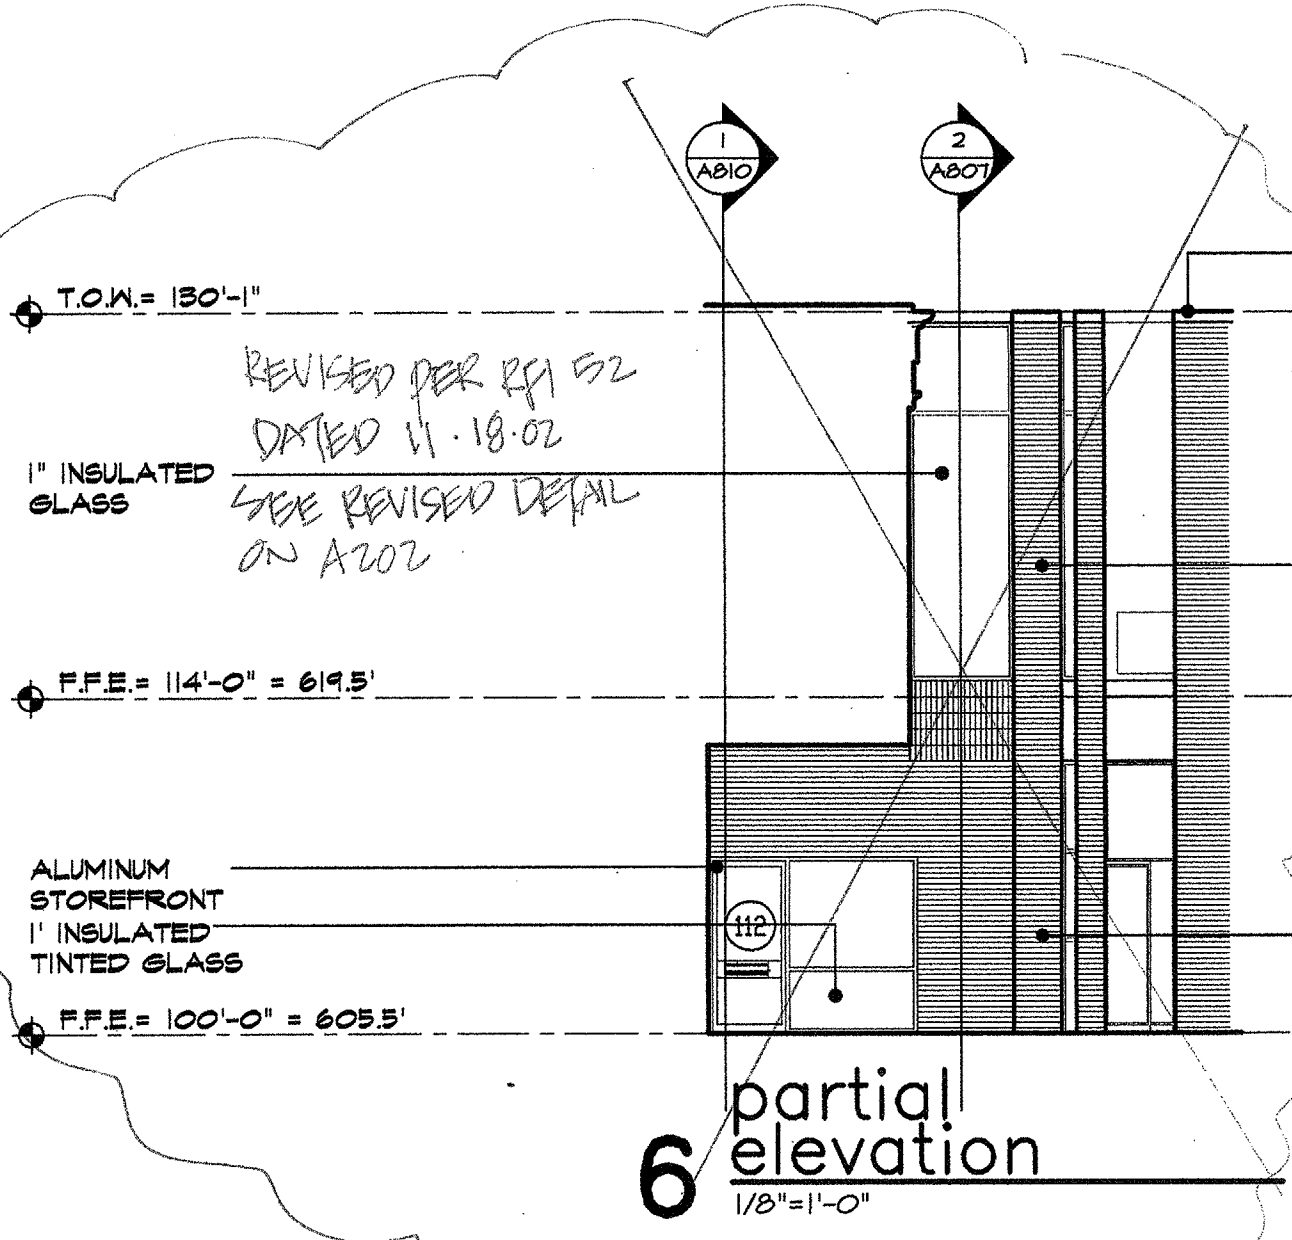 1
A810
2
A807
T.O.W.= 130'-1"
REVISED PER RFI 52
DATED 11.18.02
1" INSULATED
GLASS
SEE REVISED DETAIL
ON A202
F.F.E.= 114'-0" = 619.5'
ALUMINUM
STOREFRONT
1' INSULATED
TINTED GLASS
112
F.F.E.= 100'-0" = 605.5'
6
partial
elevation
1/8"=1'-0"